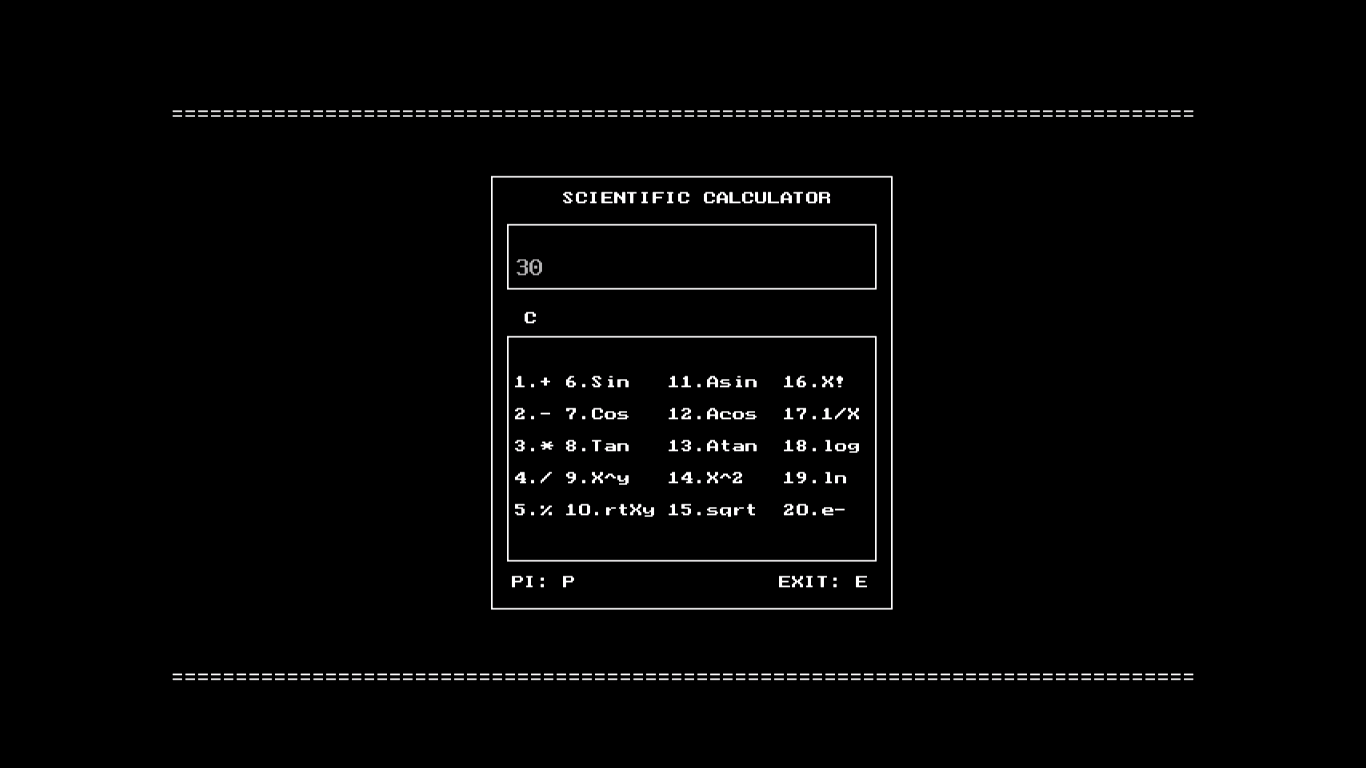 ================================================================================
SCIENTIFIC CALCULATOR
30
C
1.+ 6.Sin 11.Asin 16.X!
2.- 7.Cos 12.Acos 17.1/X
3.* 8.Tan 13.Atan 18.log
4./ 9.X^y 14.X^2 19.ln
5.% 10.rtXy 15.sqrt 20.e-
PI: P EXIT: E
================================================================================